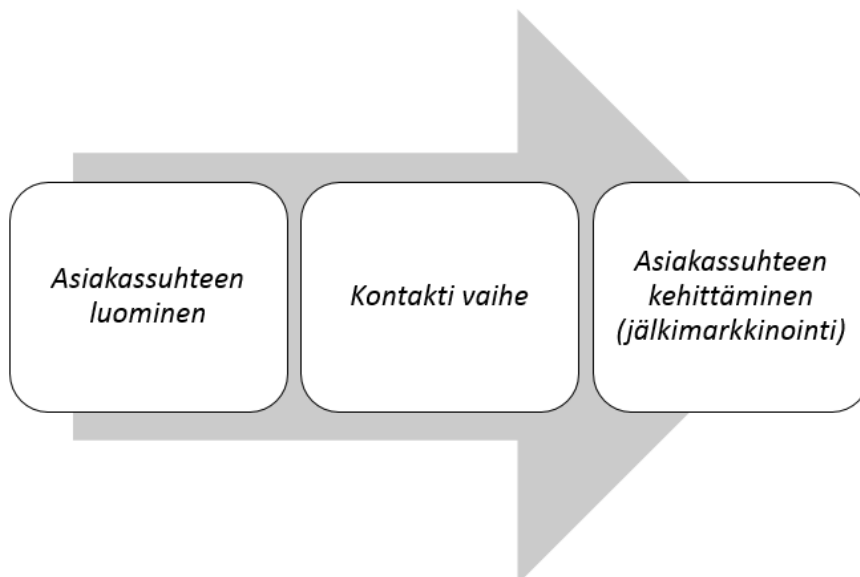 Asiakassuhteen
luominen
Kontakti vaihe
Asiakassuhteen
kehittäminen
(jälkimarkkinointi)